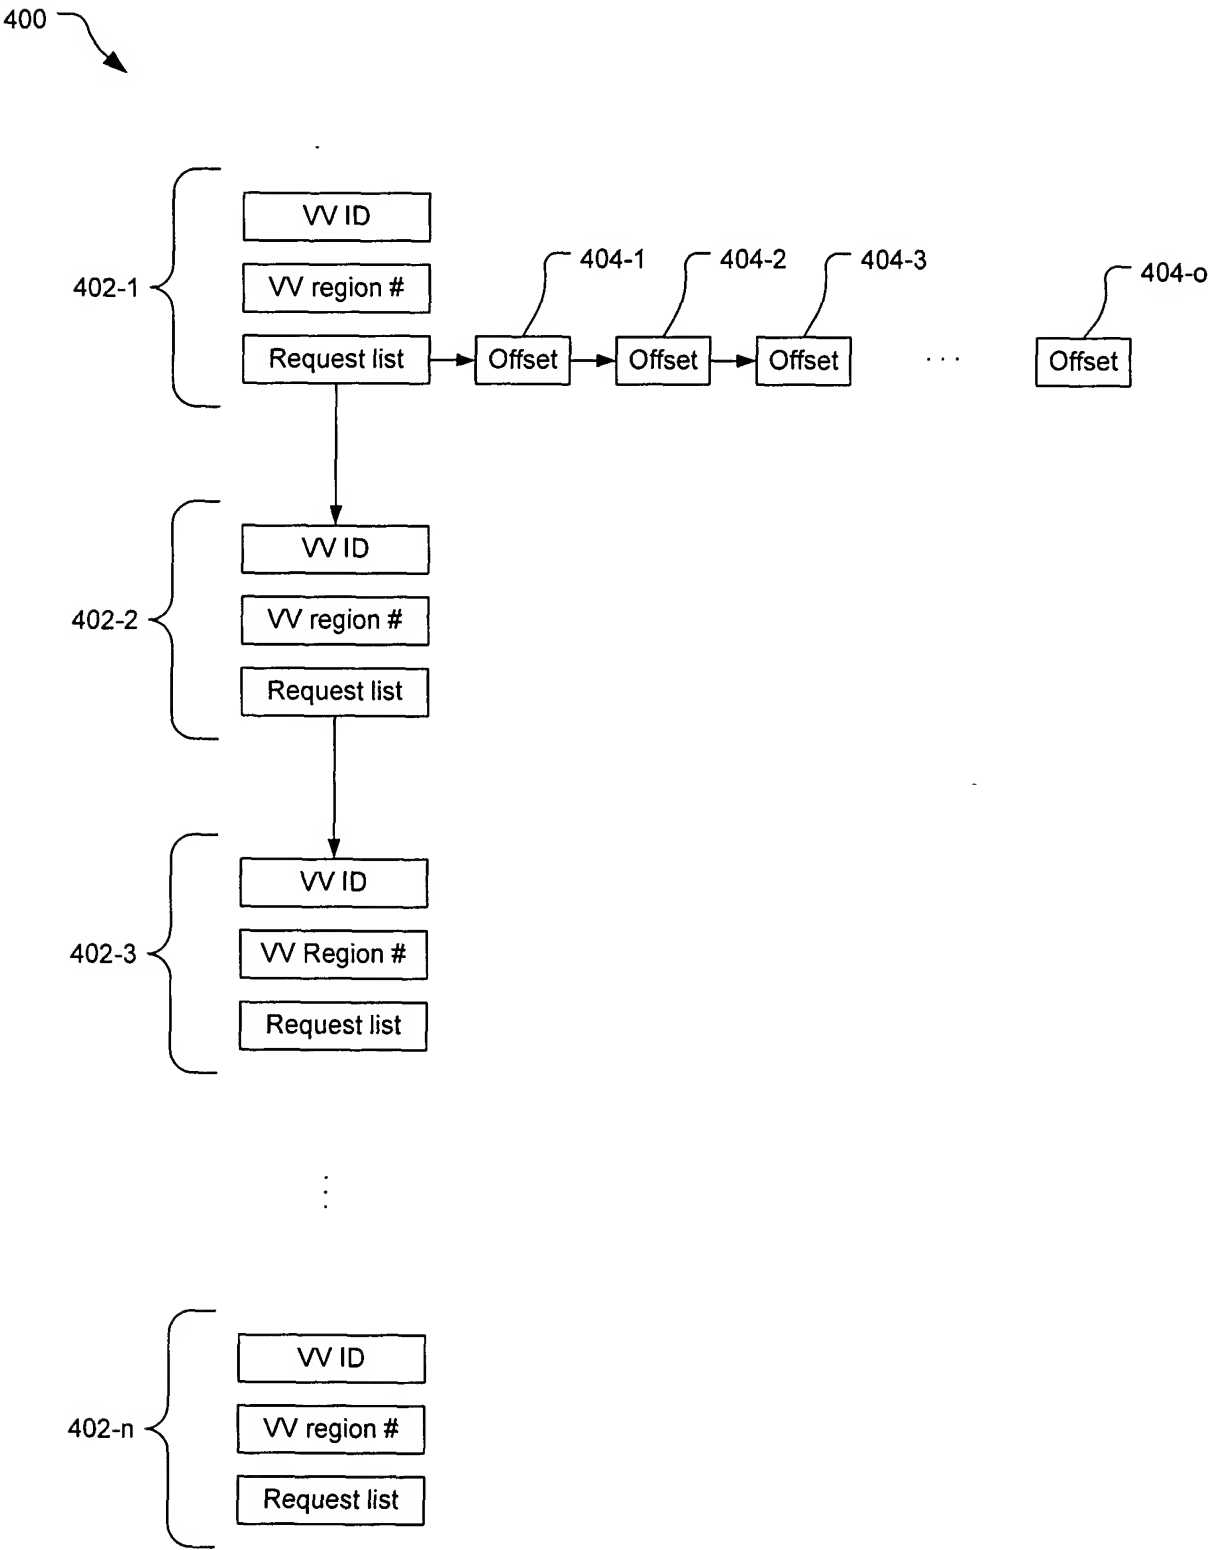 400
402-1
VV ID
VV region #
Request list
Offset
Offset
Offset
. . .
Offset
404-1
404-2
404-3
404-o
402-2
VV ID
VV region #
Request list
402-3
VV ID
VV Region #
Request list
402-n
VV ID
VV region #
Request list